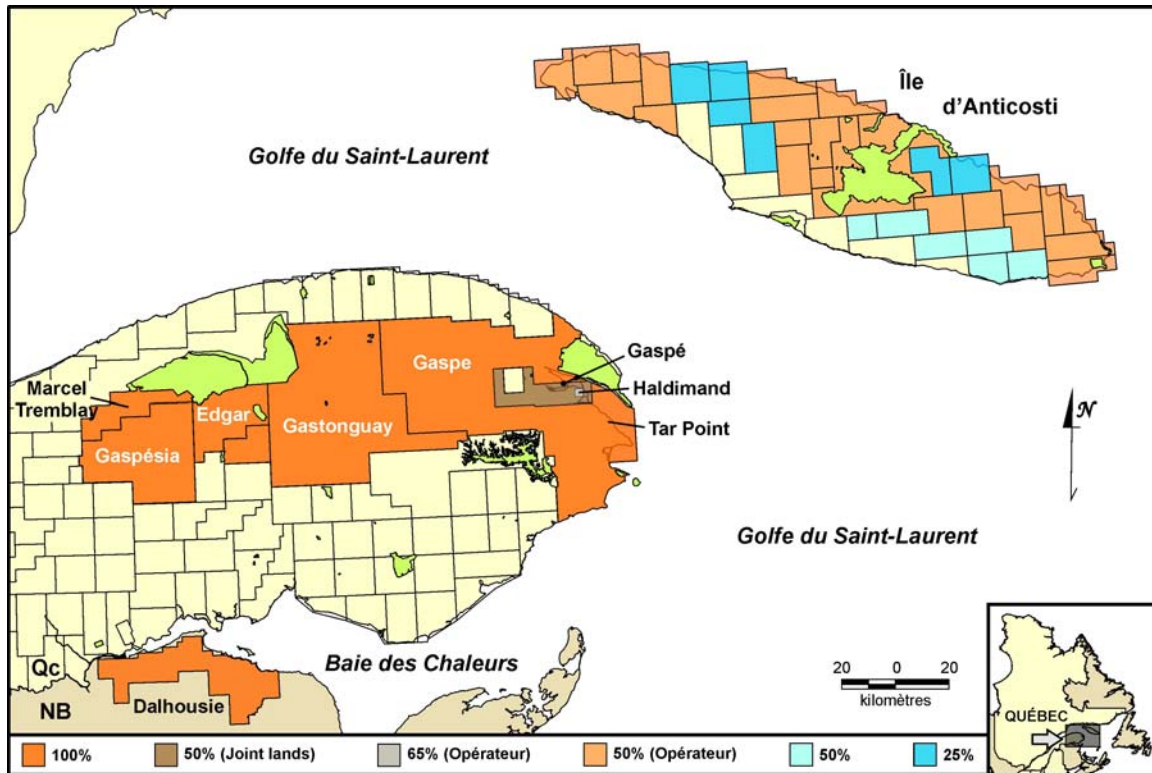 Île
d'Anticosti
Golfe du Saint-Laurent
Gaspé
Gaspe
Haldimand
Marcel
Tremblay
Edgar
Gastonguay
Tar Point
Gaspésia
N
Golfe du Saint-Laurent
Baie des Chaleurs
Qc
NB
Dalhousie
20 0 20
kilomètres
QUÉBEC
100%
50% (Joint lands)
65% (Opérateur)
50% (Opérateur)
50%
25%